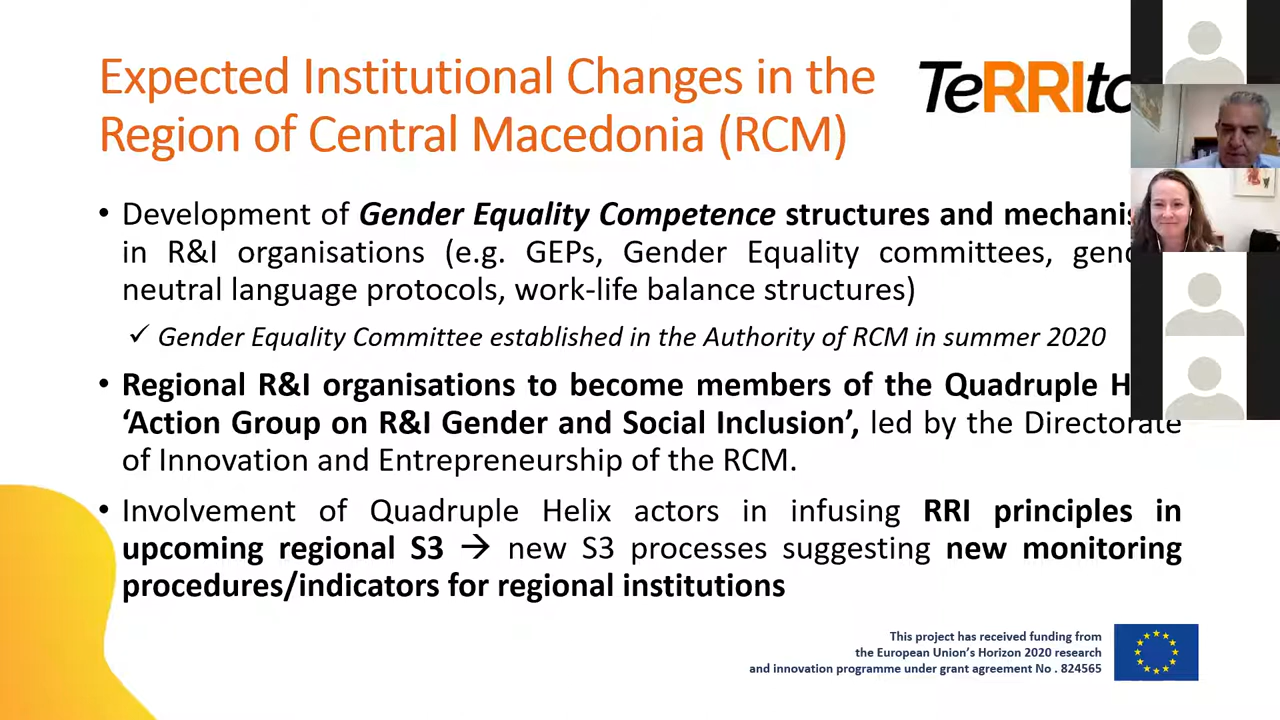 Expected Institutional Changes in the
TeRRIto
Region of Central Macedonia (RCM)
• Development of Gender Equality Competence structures and
in R&I organisations (e.g. GEPs, Gender Equality committees,
neutral language protocols, work-life balance structures)
✓ Gender Equality Committee established in the Authority of RCM in summer 2020
• Regional R&I organisations to become members of the Quadruple
‘Action Group on R&I Gender and Social Inclusion’, led by the Directorate
of Innovation and Entrepreneurship of the RCM.
• Involvement of Quadruple Helix actors in infusing RRI principles in
upcoming regional S3 → new S3 processes suggesting new monitoring
procedures/indicators for regional institutions
This project has received funding from
the European Union’s Horizon 2020 research
and innovation programme under grant agreement No . 824565